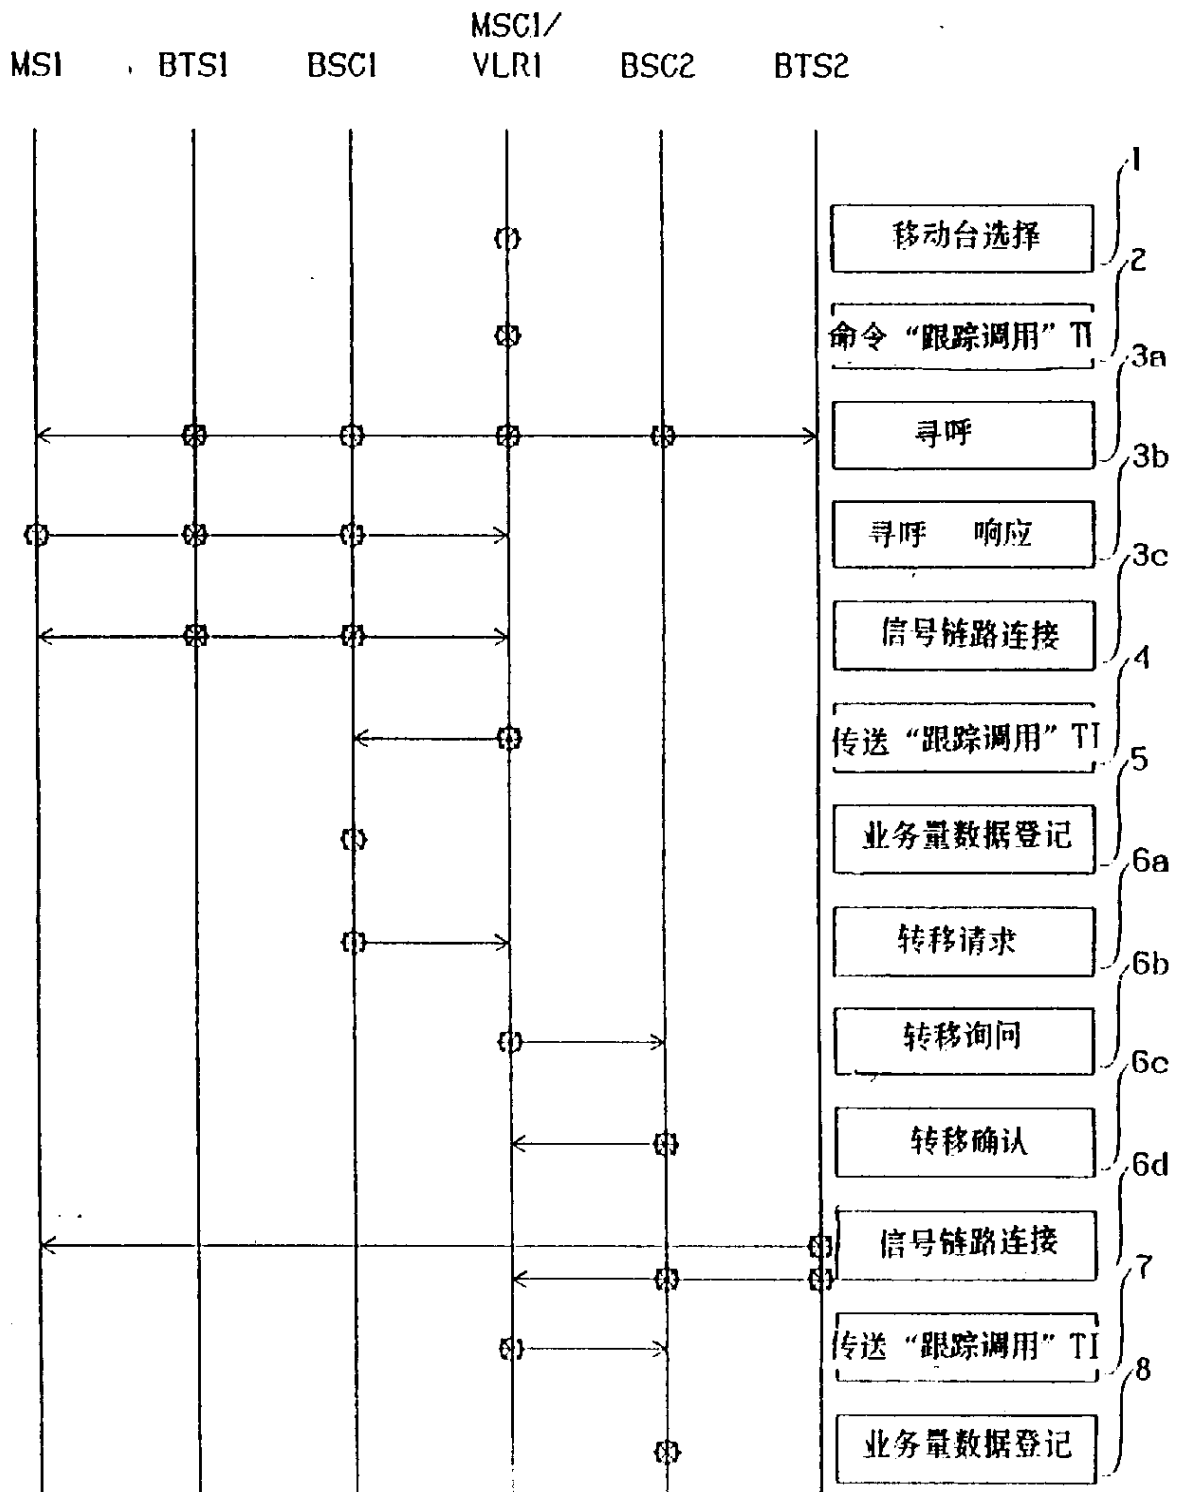 MSC1/
MS1 BTS1 BSC1 VLR1 BSC2 BTS2
1
移动台选择
2
命令 “跟踪调用” TI
3a
寻呼
3b
寻呼 响应
3c
信号链路连接
4
传送 “跟踪调用” TI
5
业务量数据登记
6a
转移请求
6b
转移询问
6c
转移确认
6d
信号链路连接
7
传送 “跟踪调用” TI
8
业务量数据登记